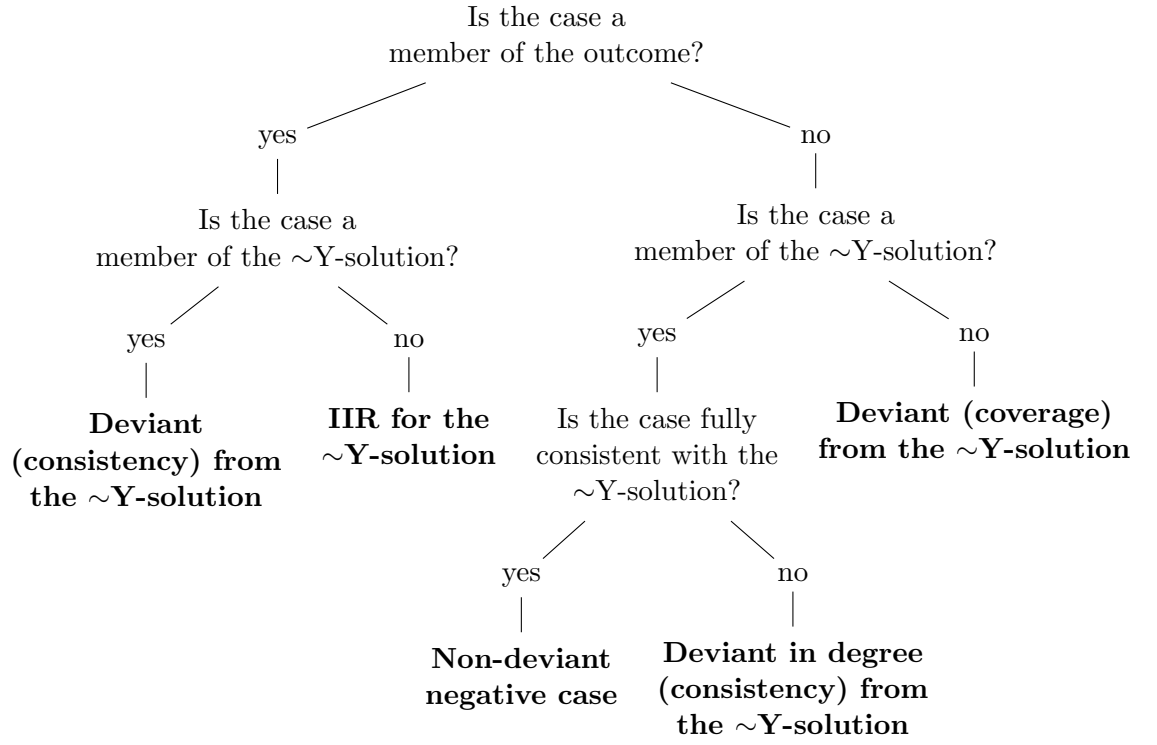 Is the case a
member of the outcome?
yes
no
Is the case a
member of the ∼Y-solution?
Is the case a
member of the ∼Y-solution?
yes
no
yes
no
Deviant
(consistency) from
the ∼Y-solution
IIR for the
∼Y-solution
Is the case fully
consistent with the
∼Y-solution?
Deviant (coverage)
from the ∼Y-solution
yes
no
Non-deviant
negative case
Deviant in degree
(consistency) from
the ∼Y-solution